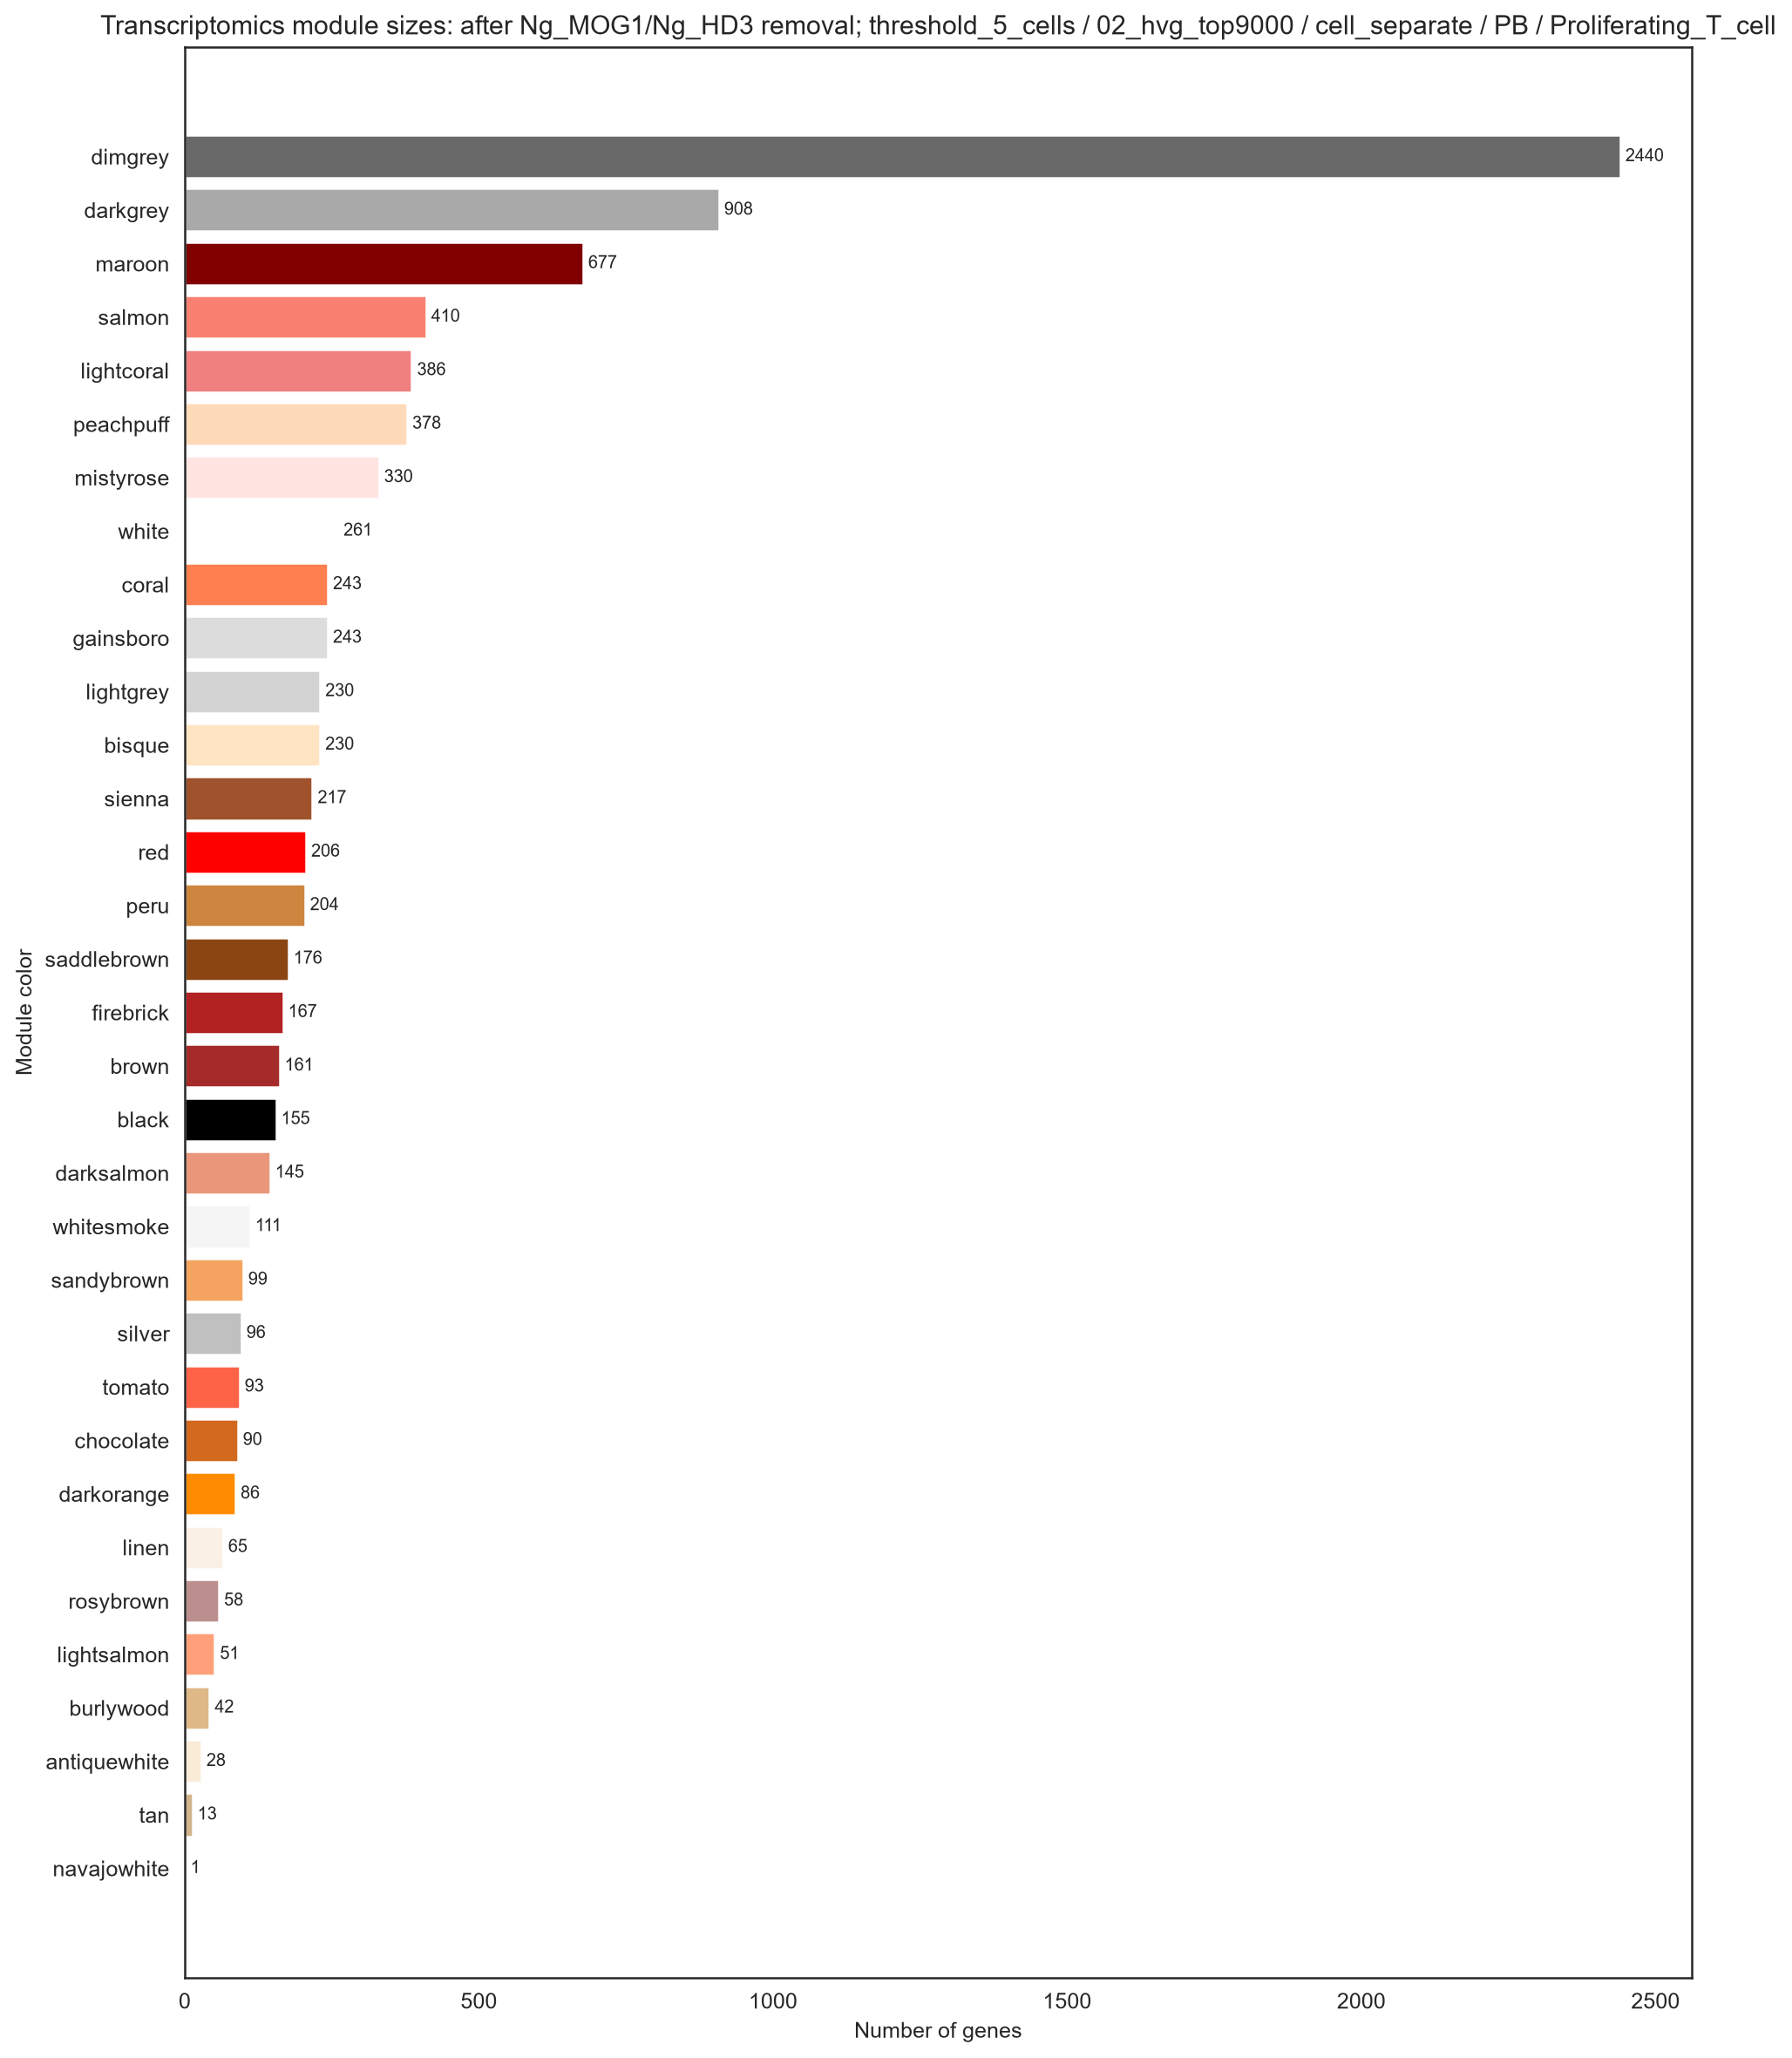 Transcriptomics module sizes: after Ng_MOG1/Ng_HD3 removal; threshold_5_cells / 02_hvg_top9000 / cell_separate / PB / Proliferating_T_cell
Module color
dimgrey 2440
darkgrey 908
maroon 677
salmon 410
lightcoral 386
peachpuff 378
mistyrose 330
white 261
coral 243
gainsboro 243
lightgrey 230
bisque 230
sienna 217
red 206
peru 204
saddlebrown 176
firebrick 167
brown 161
black 155
darksalmon 145
whitesmoke 111
sandybrown 99
silver 96
tomato 93
chocolate 90
darkorange 86
linen 65
rosybrown 58
lightsalmon 51
burlywood 42
antiquewhite 28
tan 13
navajowhite 1
0 500 1000 1500 2000 2500
Number of genes